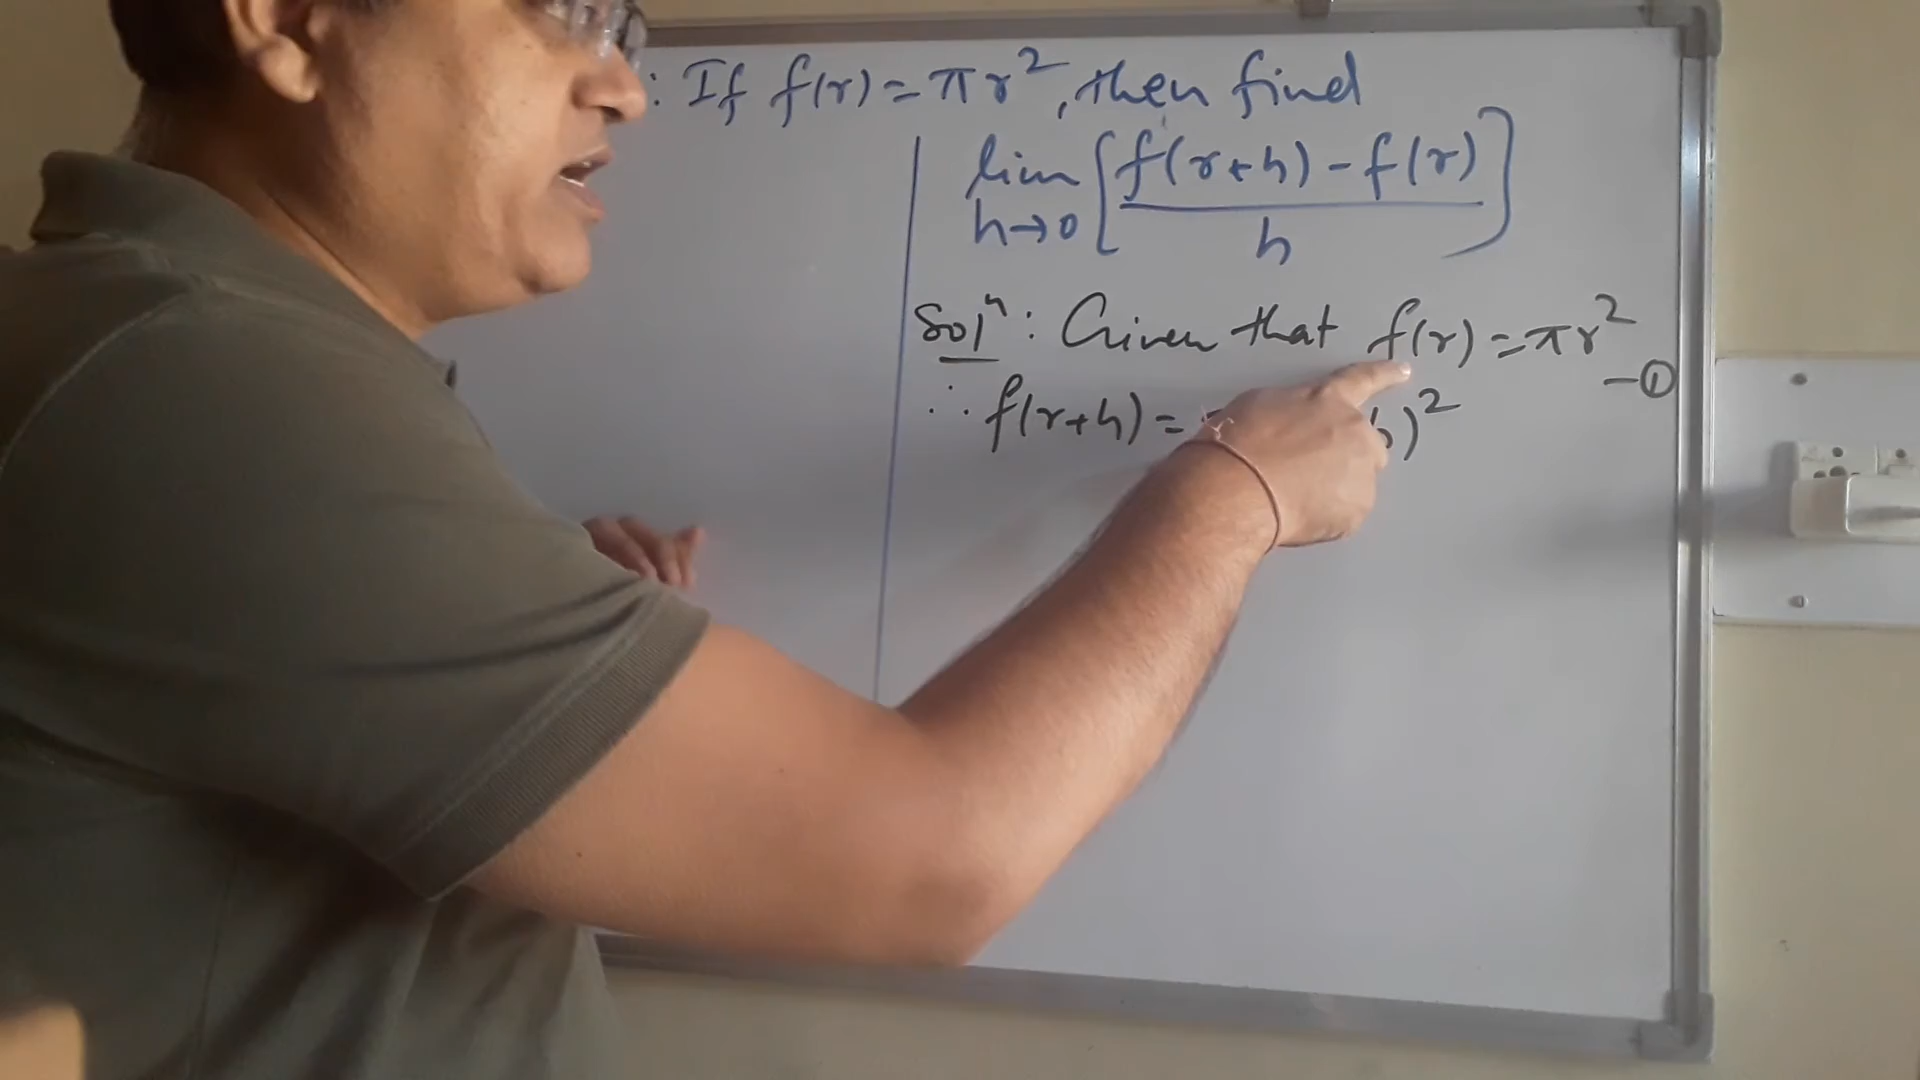 : If f(r) = πr², then find
lim h→0 [ f(r+h) - f(r) / h ]
Solⁿ : Given that f(r) = πr² - ①
∴ f(r+h) = h)²